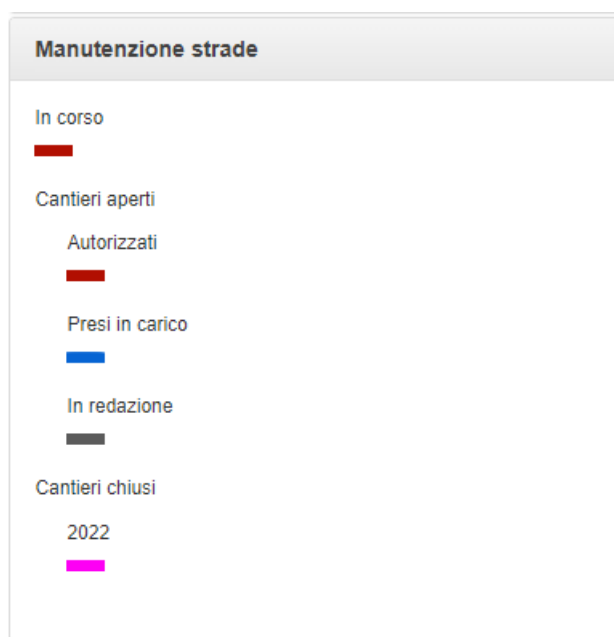 Manutenzione strade
In corso
Cantieri aperti
Autorizzati
Presi in carico
In redazione
Cantieri chiusi
2022